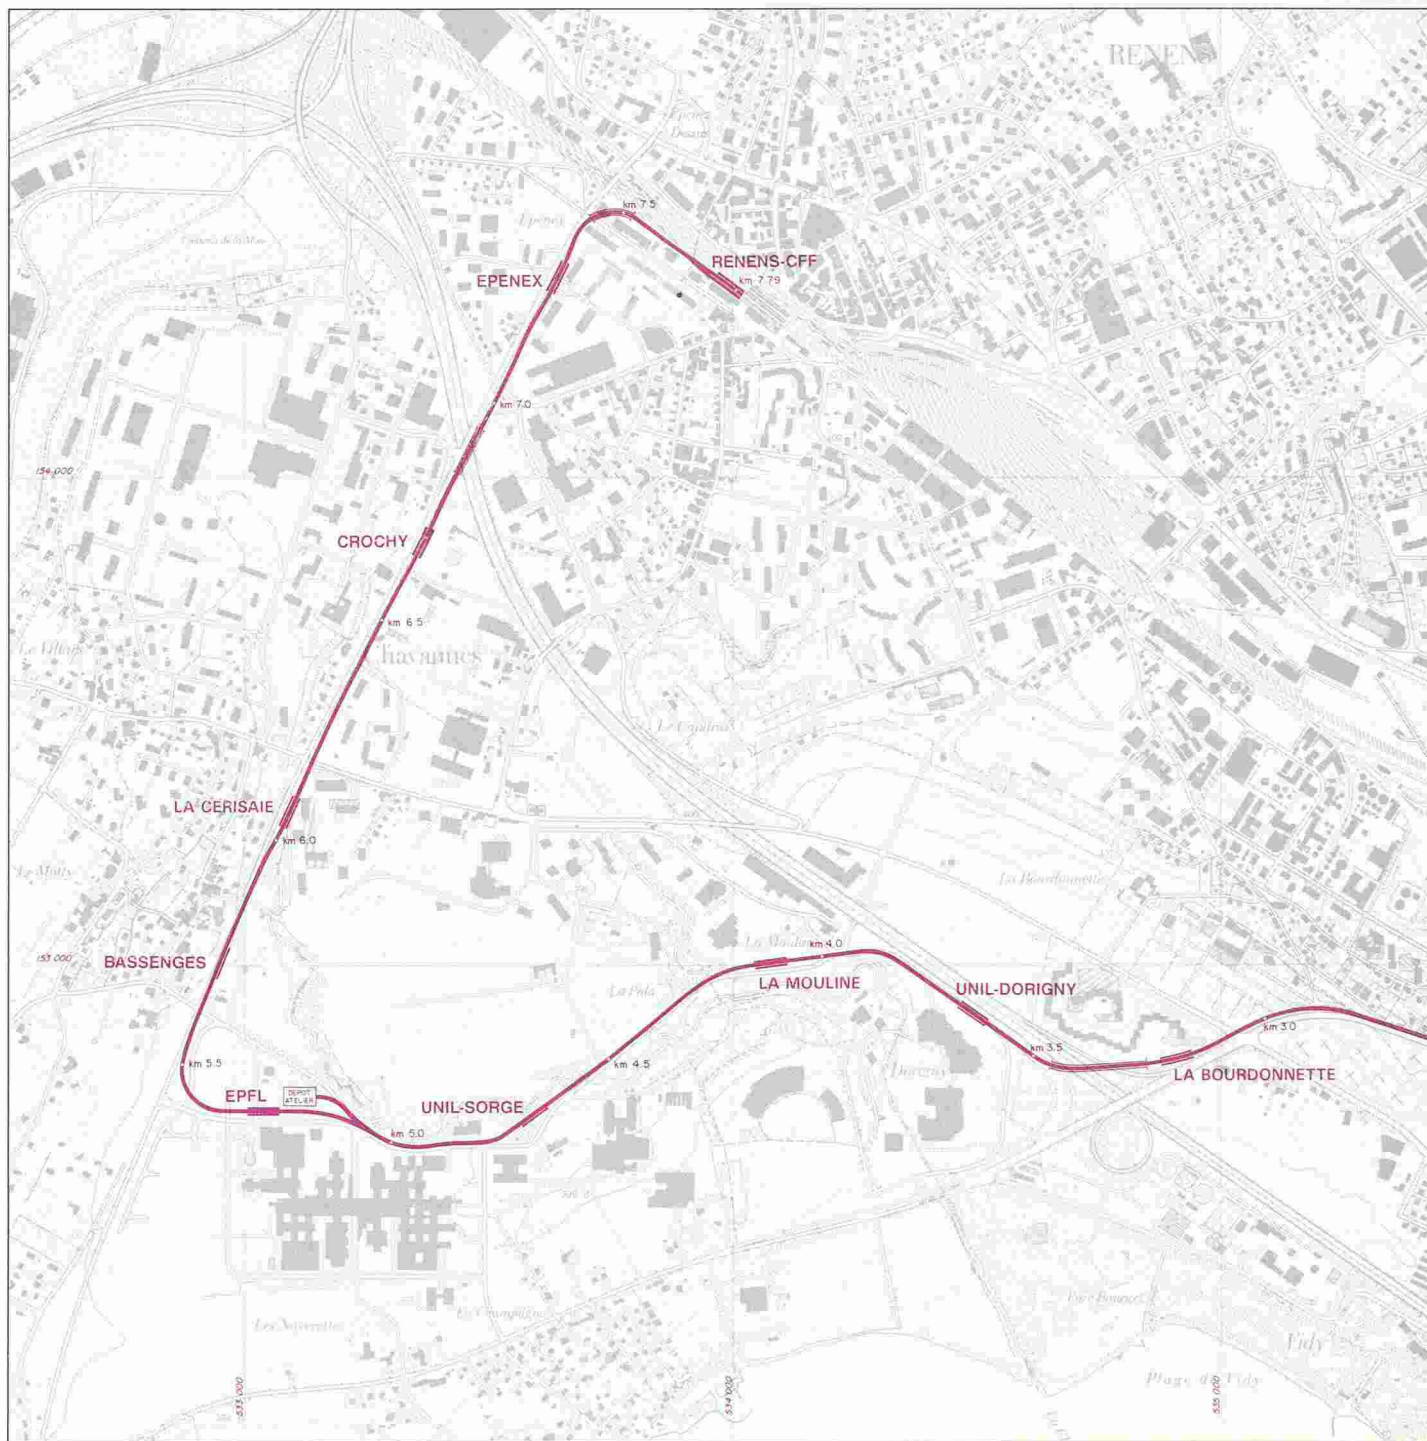 RENENS
km 7.5
Epenex
RENENS-CFF
EPENEX
km 7.79
km 7.0
154 000
CROCHY
km 6.5
Chavannes
LA CERISAIE
km 6.0
La Bourdonnette
km 4.0
153 000
BASSENGES
LA MOULINE
UNIL-DORIGNY
km 3.0
km 3.5
km 5.5
km 4.5
Dorigny
LA BOURDONNETTE
EPFL
DEPOT
ATELIER
UNIL-SORGE
km 5.0
Vidy
Plage de Vidy
533 000
534 000
535 000